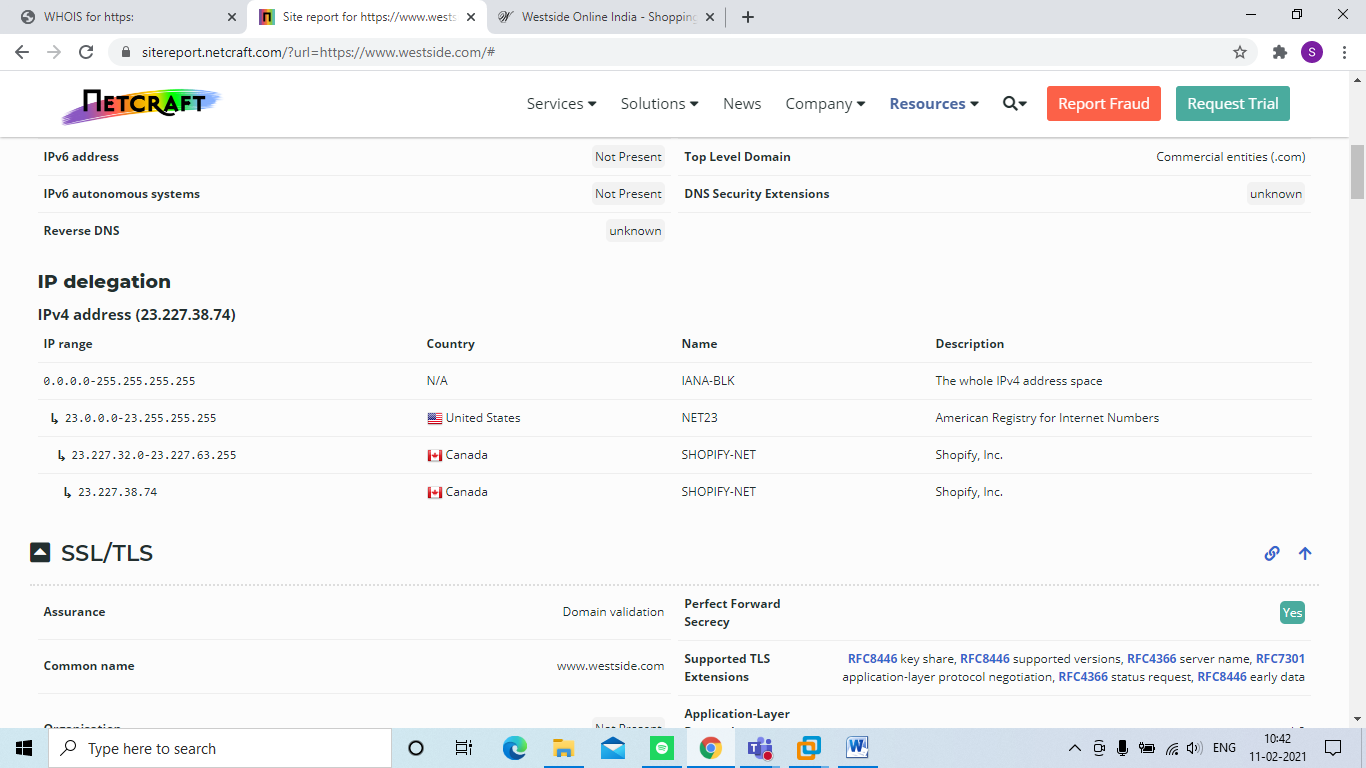 WHOIS for https:
Site report for https://www.wests
Westside Online India - Shopping
sitereport.netcraft.com/?url=https://www.westside.com/#
S
NETCRAFT
Services Solutions News Company Resources Report Fraud Request Trial
IPv6 address Not Present Top Level Domain Commercial entities (.com)
IPv6 autonomous systems Not Present DNS Security Extensions unknown
Reverse DNS unknown
IP delegation
IPv4 address (23.227.38.74)
IP range Country Name Description
0.0.0.0-255.255.255.255 N/A IANA-BLK The whole IPv4 address space
↳ 23.0.0.0-23.255.255.255 United States NET23 American Registry for Internet Numbers
↳ 23.227.32.0-23.227.63.255 Canada SHOPIFY-NET Shopify, Inc.
↳ 23.227.38.74 Canada SHOPIFY-NET Shopify, Inc.
SSL/TLS
Assurance Domain validation
Perfect Forward
Secrecy
Yes
Common name www.westside.com
Supported TLS
Extensions
RFC8446 key share, RFC8446 supported versions, RFC4366 server name, RFC7301
application-layer protocol negotiation, RFC4366 status request, RFC8446 early data
Application-Layer
Type here to search
ENG
10:42
11-02-2021